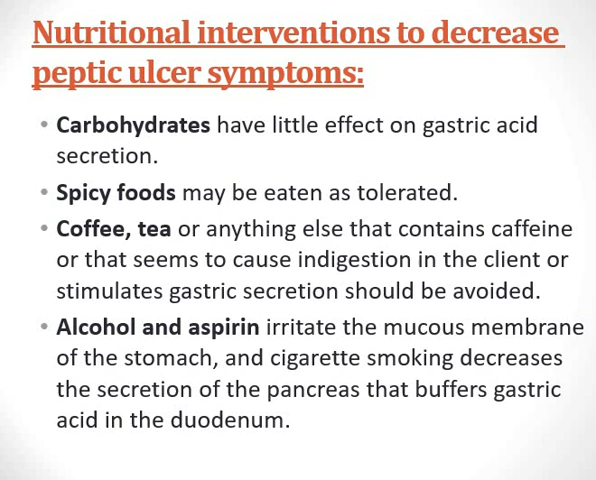 Nutritional interventions to decrease
peptic ulcer symptoms:
• Carbohydrates have little effect on gastric acid
secretion.
• Spicy foods may be eaten as tolerated.
• Coffee, tea or anything else that contains caffeine
or that seems to cause indigestion in the client or
stimulates gastric secretion should be avoided.
• Alcohol and aspirin irritate the mucous membrane
of the stomach, and cigarette smoking decreases
the secretion of the pancreas that buffers gastric
acid in the duodenum.